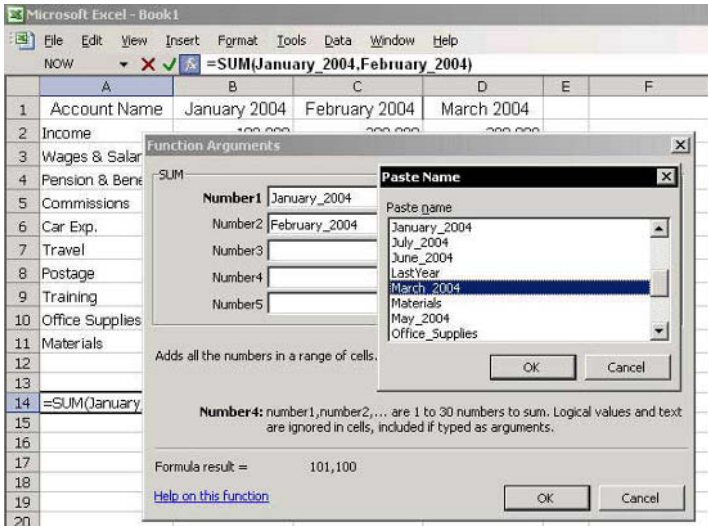 Microsoft Excel - Book1
File Edit View Insert Format Tools Data Window Help
NOW =SUM(January_2004,February_2004)
A B C D E F
1 Account Name January 2004 February 2004 March 2004
2 Income
3 Wages & Salar
4 Pension & Bene
5 Commissions
6 Car Exp.
7 Travel
8 Postage
9 Training
10 Office Supplies
11 Materials
12
13
14 =SUM(January
15
16
17
18
19
20
Function Arguments
SUM
Number1 January_2004
Number2 February_2004
Number3
Number4
Number5
Adds all the numbers in a range of cells.
Number4: number1,number2,... are 1 to 30 numbers to sum. Logical values and text
are ignored in cells, included if typed as arguments.
Formula result = 101,100
Help on this function
OK Cancel
Paste Name
Paste name
January_2004
July_2004
June_2004
LastYear
March_2004
Materials
May_2004
Office_Supplies
OK Cancel